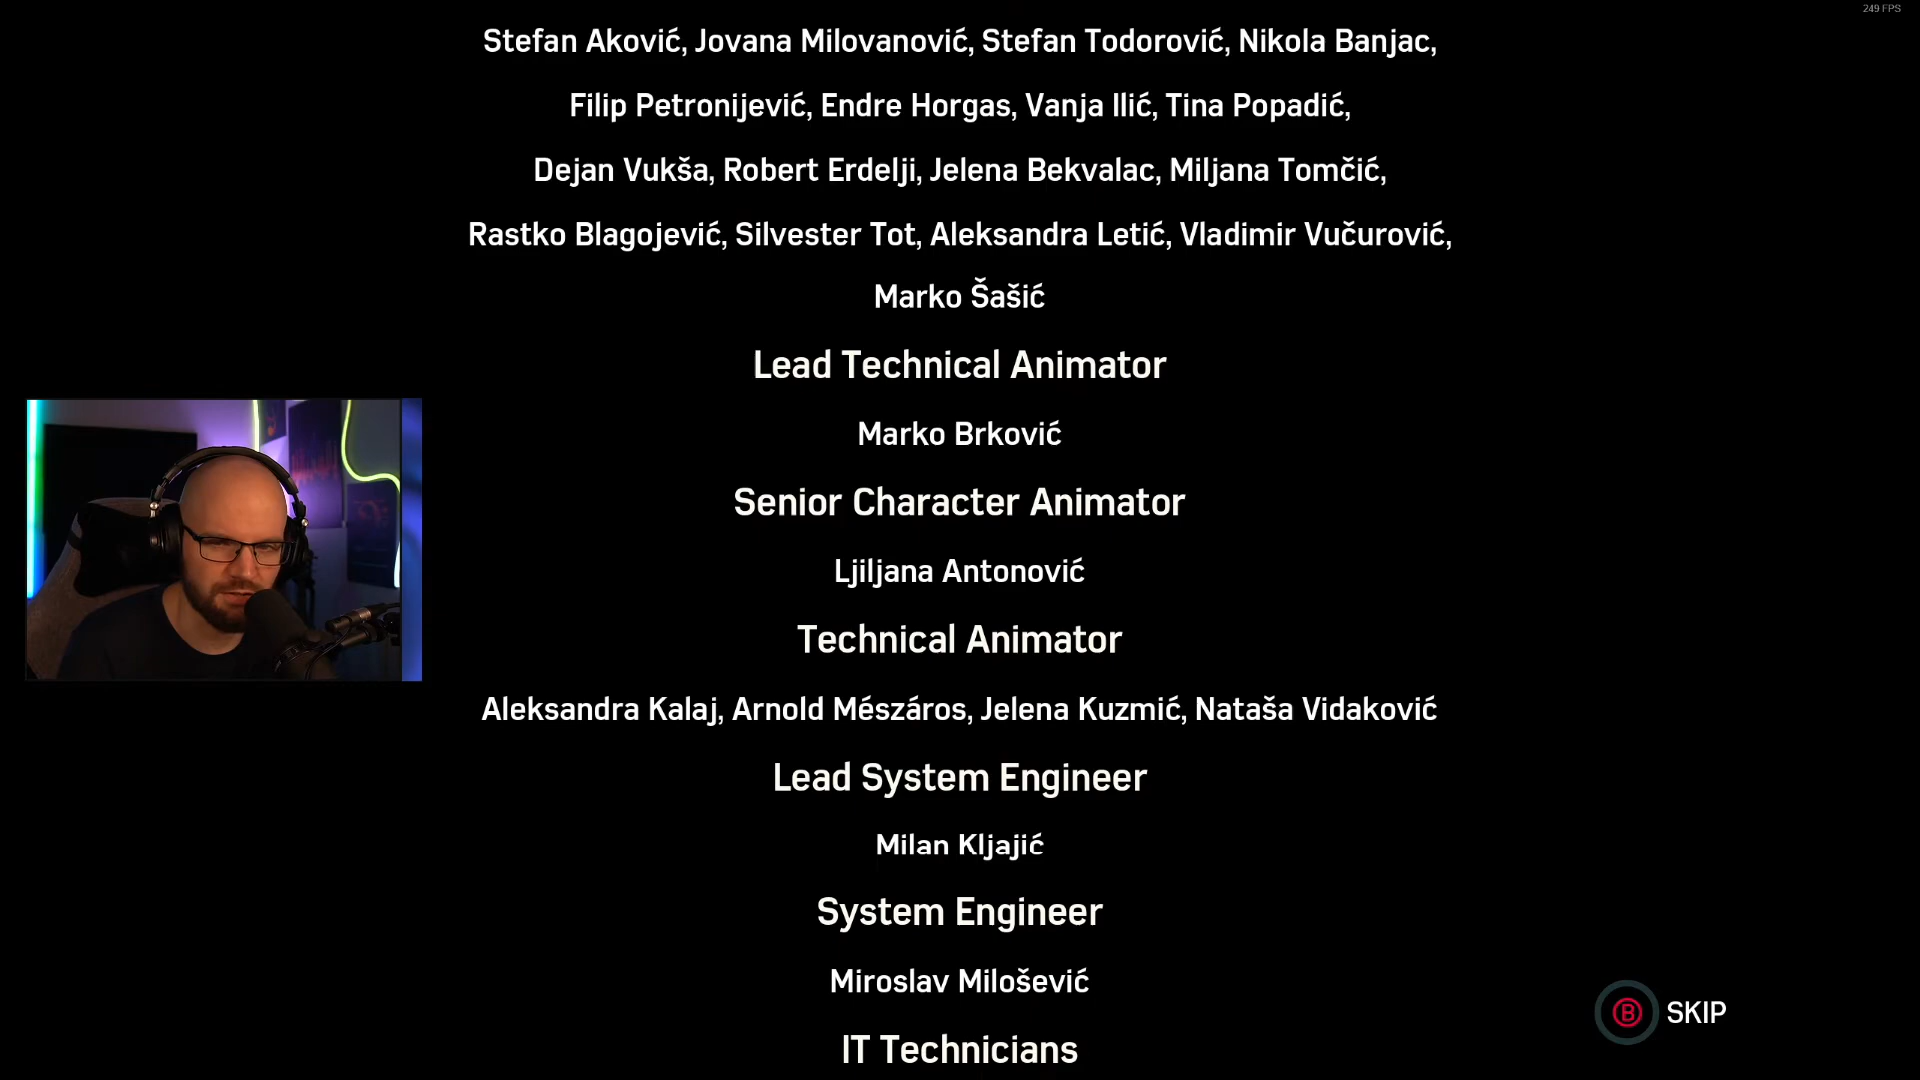 249 FPS
Stefan Aković, Jovana Milovanović, Stefan Todorović, Nikola Banjac,
Filip Petronijević, Endre Horgas, Vanja Ilić, Tina Popadić,
Dejan Vukša, Robert Erdelji, Jelena Bekvalac, Miljana Tomčić,
Rastko Blagojević, Silvester Tot, Aleksandra Letić, Vladimir Vučurović,
Marko Šašić
Lead Technical Animator
Marko Brković
Senior Character Animator
Ljiljana Antonović
Technical Animator
Aleksandra Kalaj, Arnold Mészáros, Jelena Kuzmić, Nataša Vidaković
Lead System Engineer
Milan Kljajić
System Engineer
Miroslav Milošević
B SKIP
IT Technicians